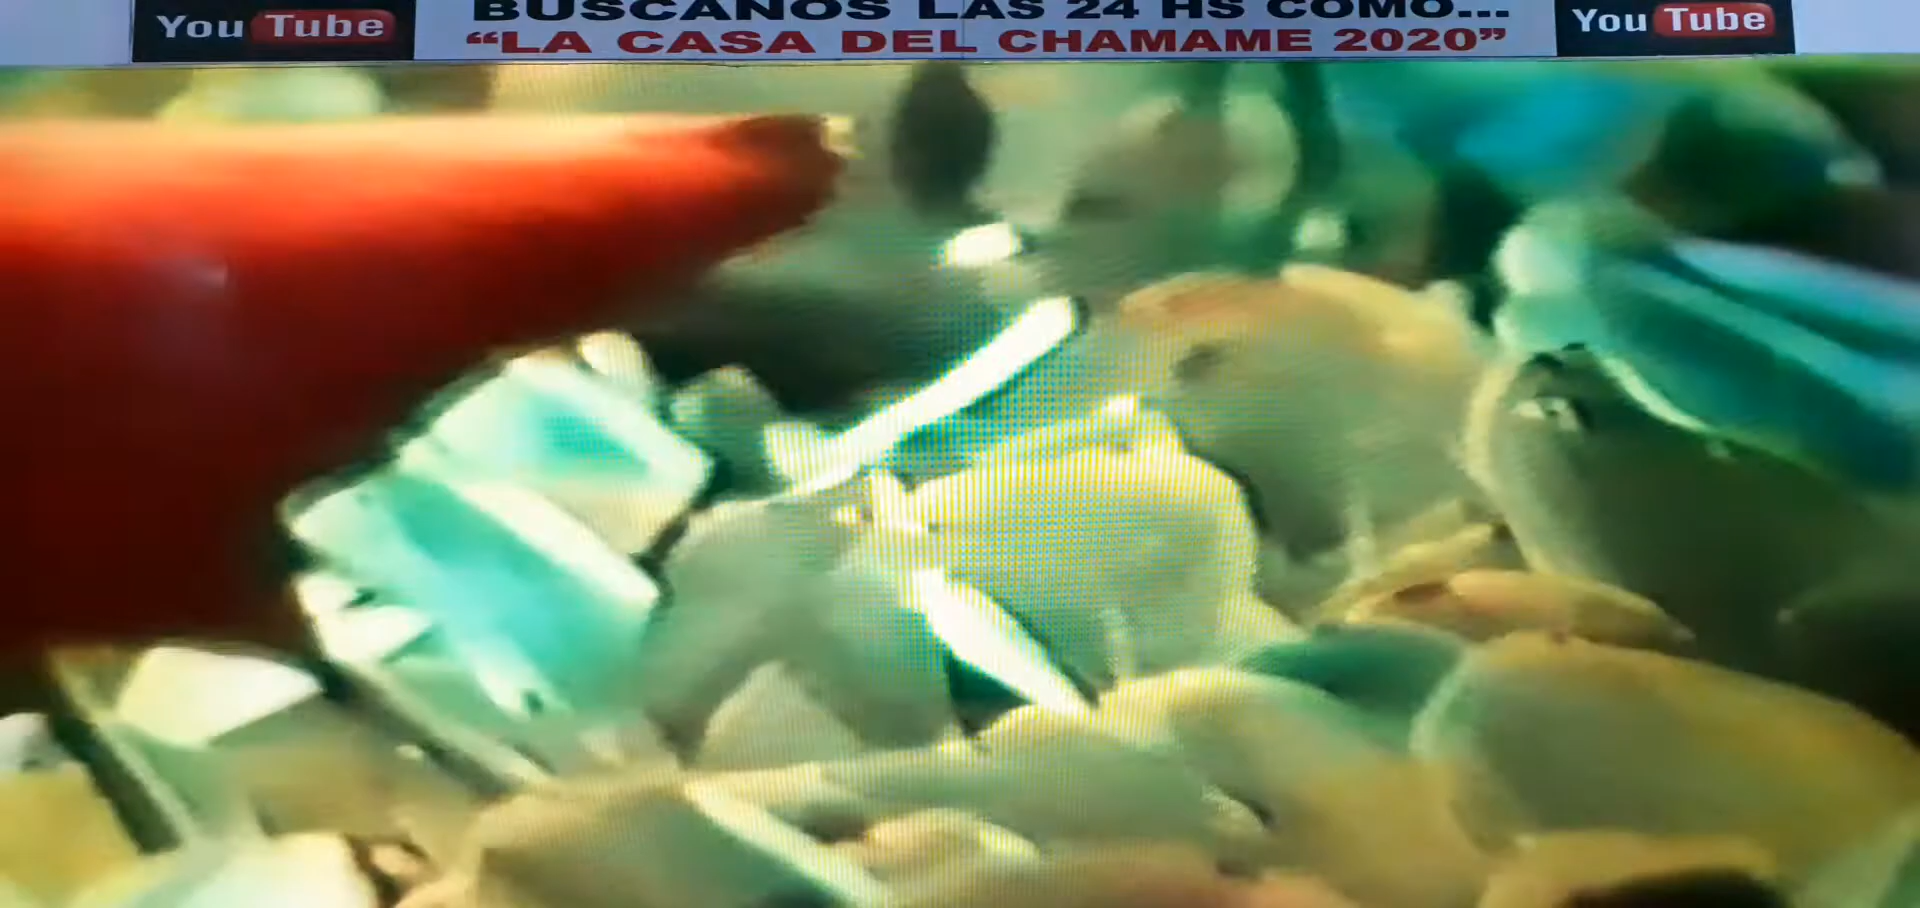 You Tube
BUSCANOS LAS 24 HS COMO...
"LA CASA DEL CHAMAME 2020"
You Tube